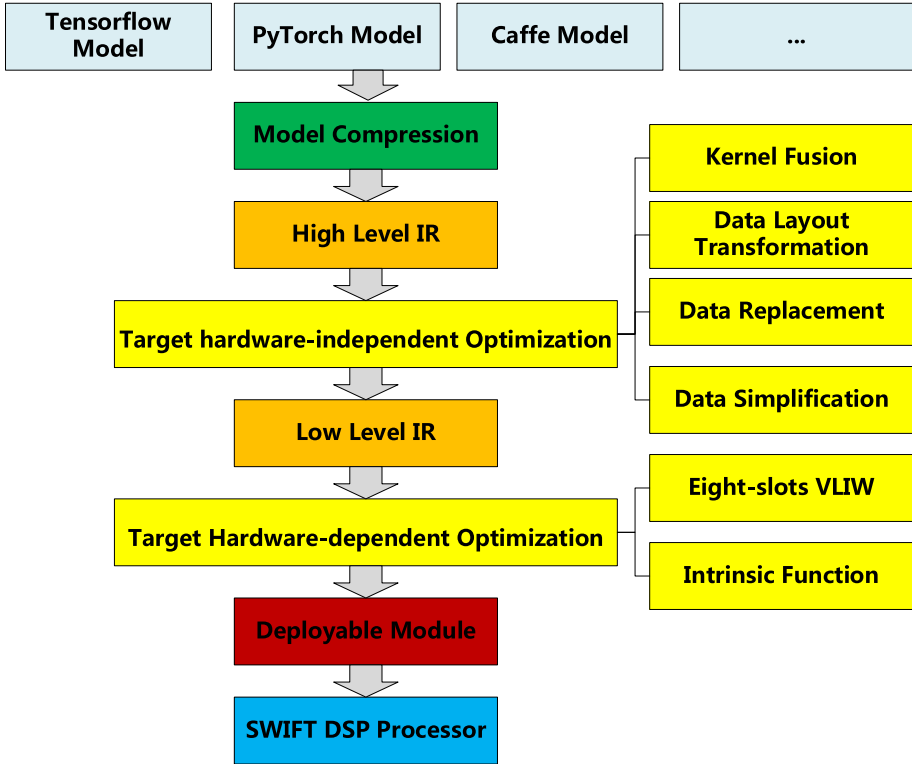 Tensorflow
Model
PyTorch Model
Caffe Model
...
Model Compression
High Level IR
Target hardware-independent Optimization
Kernel Fusion
Data Layout
Transformation
Data Replacement
Data Simplification
Low Level IR
Target Hardware-dependent Optimization
Eight-slots VLIW
Intrinsic Function
Deployable Module
SWIFT DSP Processor